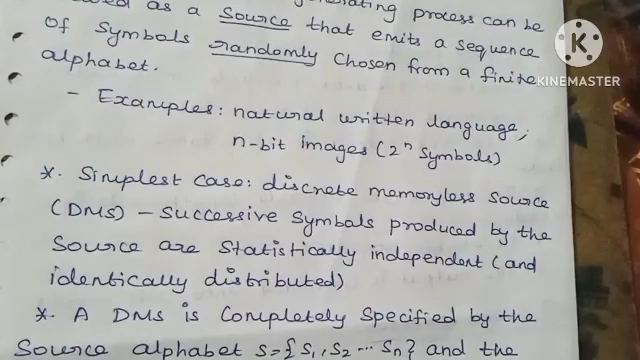 as a source that emits a sequence
generating process can be
of symbols randomly chosen from a finite
alphabet.
- Examples: natural written language,
n-bit images (2ⁿ symbols)
*. Simplest case: discrete memoryless source
(DMS) - successive symbols produced by the
source are statistically independent (and
identically distributed)
*. A DMS is completely specified by the
source alphabet s={s₁, s₂ ... sₙ} and the
KINEMASTER